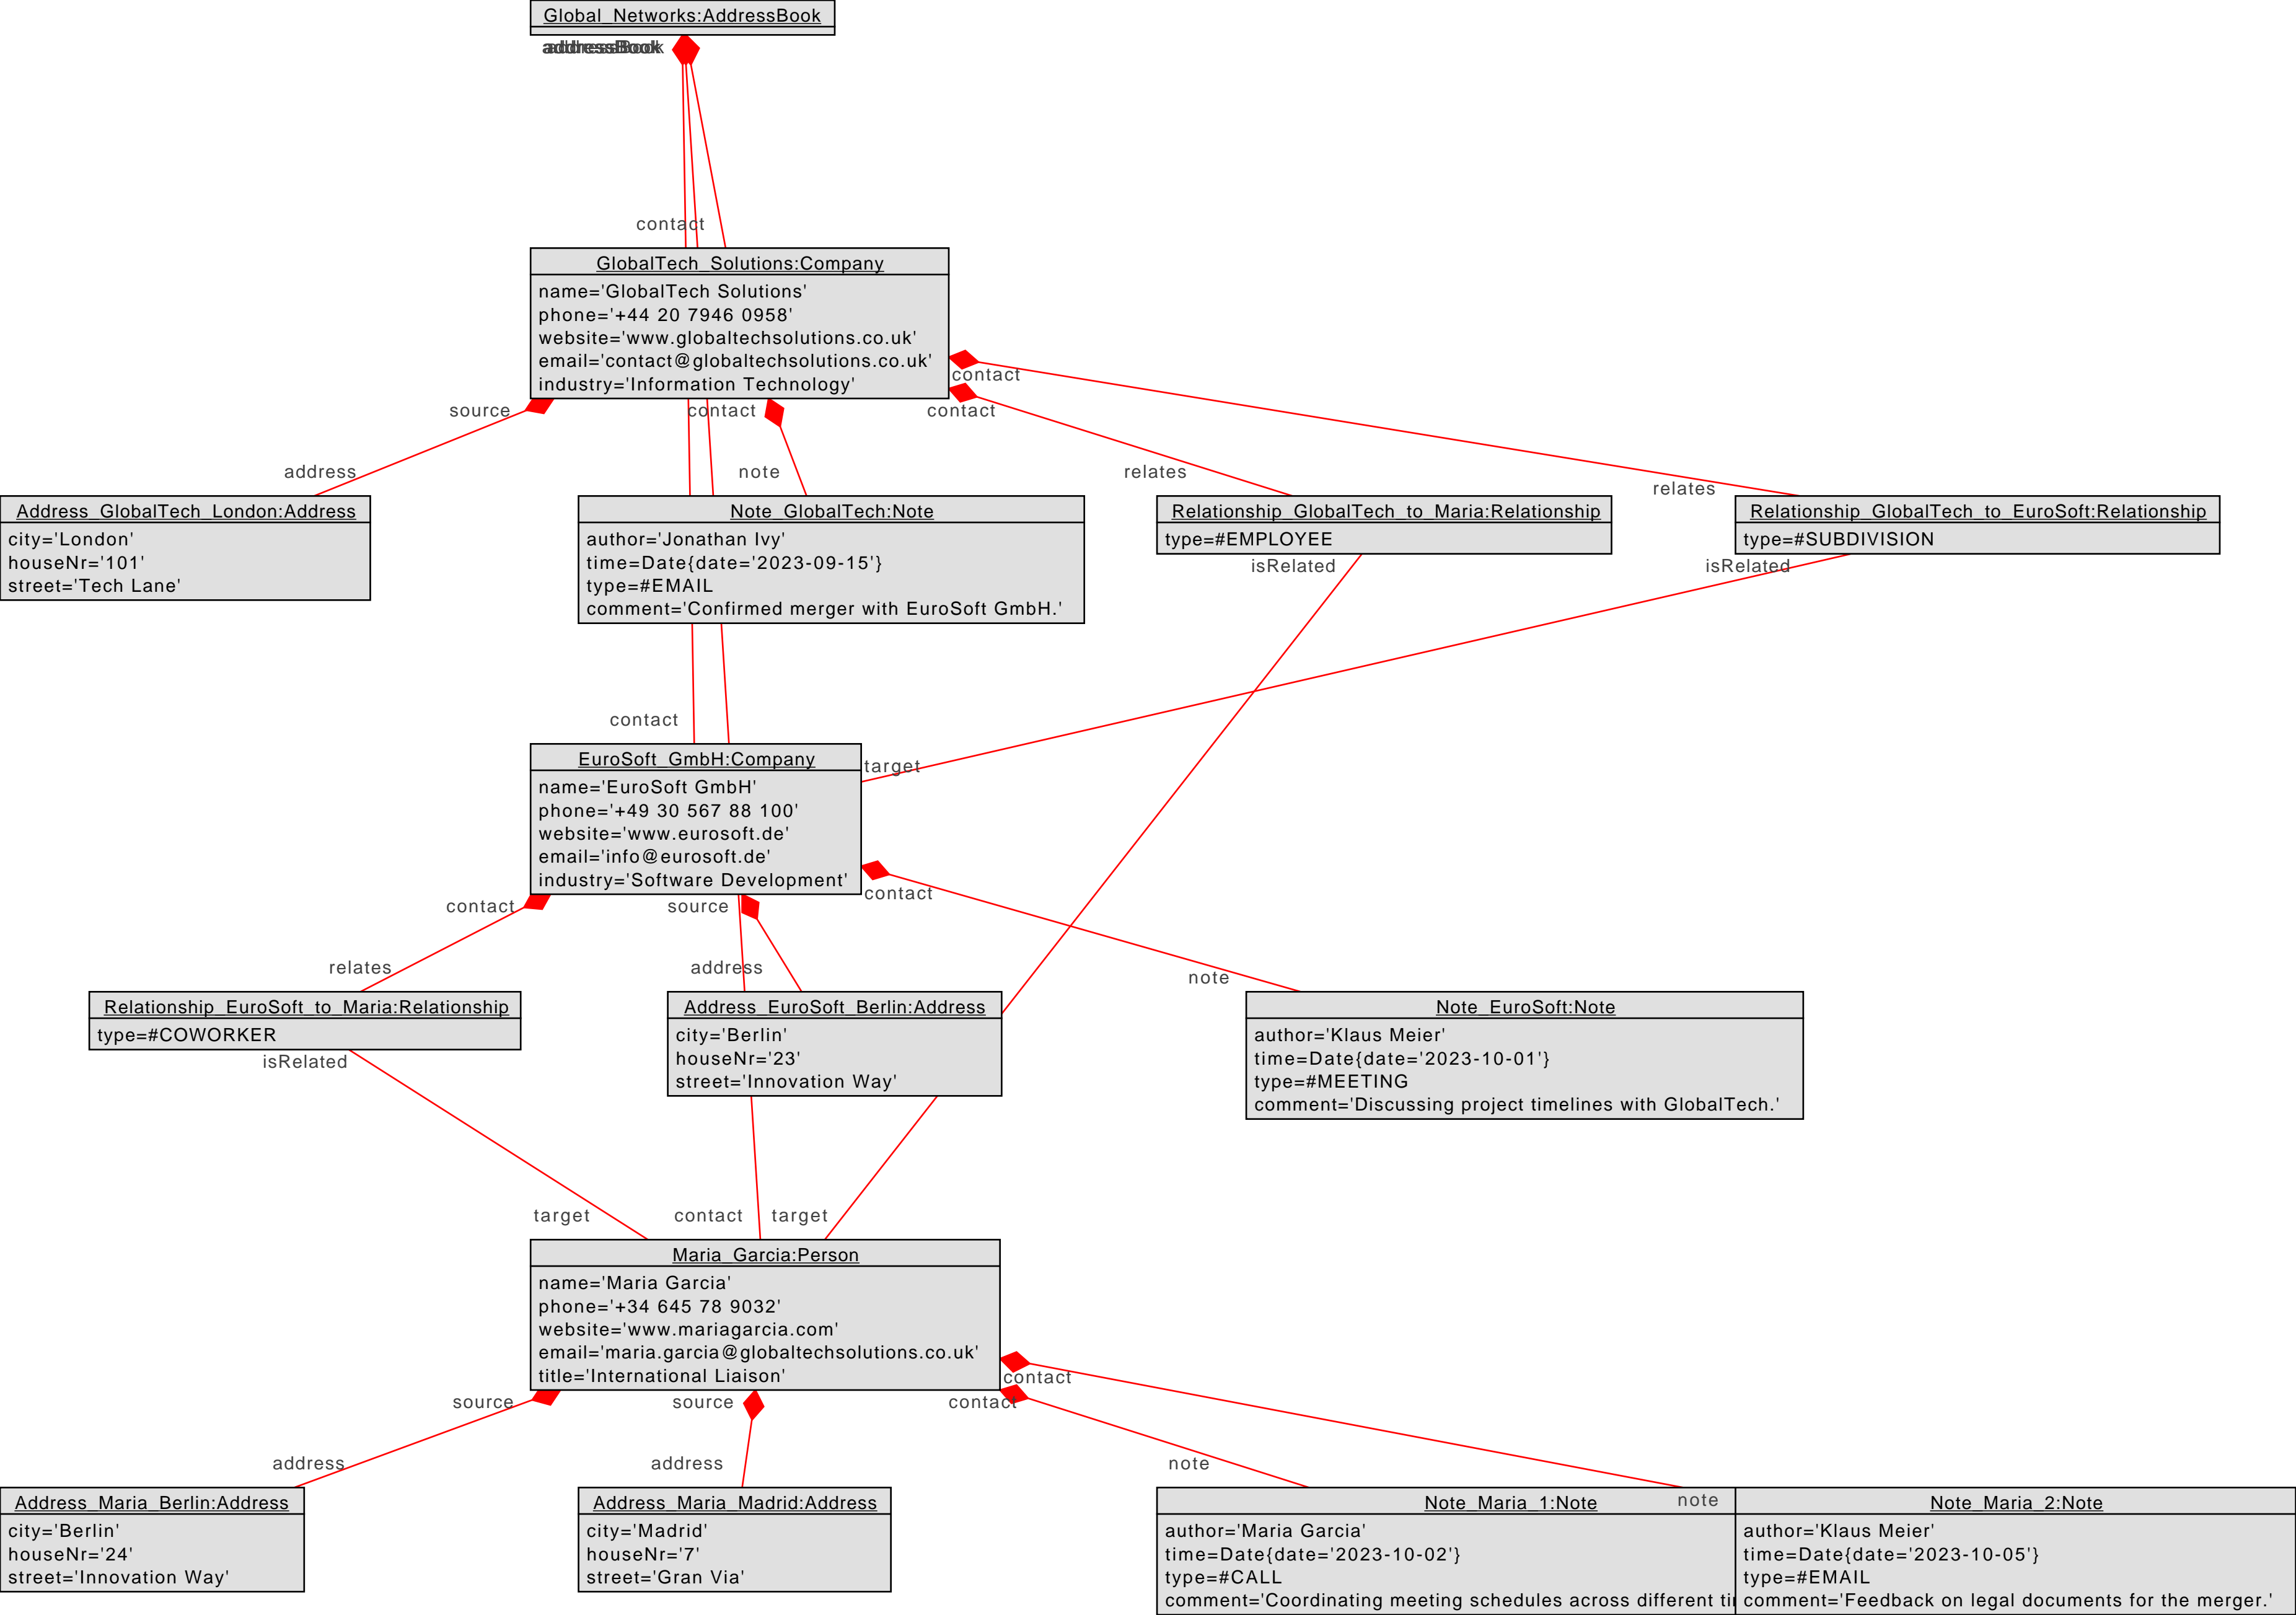 Global_Networks:AddressBook
addressBook
contact
GlobalTech_Solutions:Company
name='GlobalTech Solutions'
phone='+44 20 7946 0958'
website='www.globaltechsolutions.co.uk'
email='contact@globaltechsolutions.co.uk'
industry='Information Technology'
contact
source
contact
contact
address
note
relates
relates
Address_GlobalTech_London:Address
city='London'
houseNr='101'
street='Tech Lane'
Note_GlobalTech:Note
author='Jonathan Ivy'
time=Date{date='2023-09-15'}
type=#EMAIL
comment='Confirmed merger with EuroSoft GmbH.'
Relationship_GlobalTech_to_Maria:Relationship
type=#EMPLOYEE
isRelated
Relationship_GlobalTech_to_EuroSoft:Relationship
type=#SUBDIVISION
isRelated
contact
EuroSoft_GmbH:Company
name='EuroSoft GmbH'
phone='+49 30 567 88 100'
website='www.eurosoft.de'
email='info@eurosoft.de'
industry='Software Development'
target
contact
source
contact
relates
address
note
Relationship_EuroSoft_to_Maria:Relationship
type=#COWORKER
isRelated
Address_EuroSoft_Berlin:Address
city='Berlin'
houseNr='23'
street='Innovation Way'
Note_EuroSoft:Note
author='Klaus Meier'
time=Date{date='2023-10-01'}
type=#MEETING
comment='Discussing project timelines with GlobalTech.'
target
contact
target
Maria_Garcia:Person
name='Maria Garcia'
phone='+34 645 78 9032'
website='www.mariagarcia.com'
email='maria.garcia@globaltechsolutions.co.uk'
title='International Liaison'
contact
source
source
contact
address
address
note
note
Address_Maria_Berlin:Address
city='Berlin'
houseNr='24'
street='Innovation Way'
Address_Maria_Madrid:Address
city='Madrid'
houseNr='7'
street='Gran Via'
Note_Maria_1:Note
author='Maria Garcia'
time=Date{date='2023-10-02'}
type=#CALL
comment='Coordinating meeting schedules across different
Note_Maria_2:Note
author='Klaus Meier'
time=Date{date='2023-10-05'}
type=#EMAIL
comment='Feedback on legal documents for the merger.'